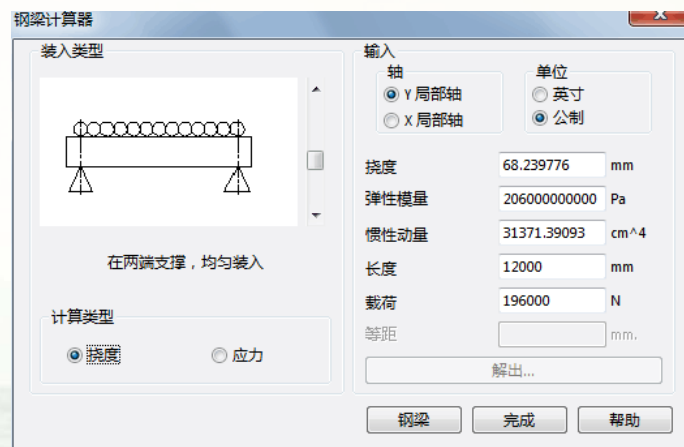 钢梁计算器
装入类型
在两端支撑，均匀装入
计算类型
挠度
应力
输入
轴
Y 局部轴
X 局部轴
单位
英寸
公制
挠度 68.239776 mm
弹性模量 206000000000 Pa
惯性动量 31371.39093 cm^4
长度 12000 mm
载荷 196000 N
等距 mm.
解出...
钢梁 完成 帮助